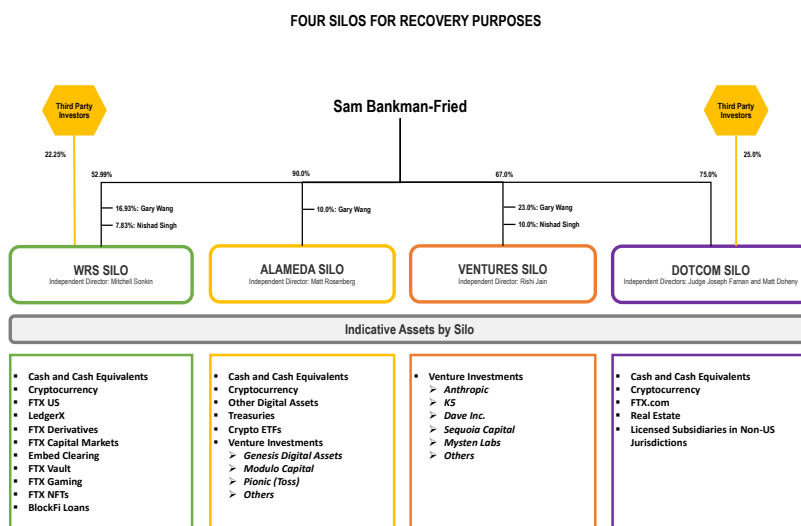 FOUR SILOS FOR RECOVERY PURPOSES
Third Party
Investors
Sam Bankman-Fried
Third Party
Investors
22.25%
25.0%
52.99%
90.0%
67.0%
75.0%
16.93%: Gary Wang
7.83%: Nishad Singh
10.0%: Gary Wang
23.0%: Gary Wang
10.0%: Nishad Singh
WRS SILO
Independent Director: Mitchell Sonkin
ALAMEDA SILO
Independent Director: Matt Rosenberg
VENTURES SILO
Independent Director: Rishi Jain
DOTCOM SILO
Independent Directors: Judge Joseph Farnan and Matt Doheny
Indicative Assets by Silo
▪ Cash and Cash Equivalents
▪ Cryptocurrency
▪ FTX US
▪ LedgerX
▪ FTX Derivatives
▪ FTX Capital Markets
▪ Embed Clearing
▪ FTX Vault
▪ FTX Gaming
▪ FTX NFTs
▪ BlockFi Loans
▪ Cash and Cash Equivalents
▪ Cryptocurrency
▪ Other Digital Assets
▪ Treasuries
▪ Crypto ETFs
▪ Venture Investments
➢ Genesis Digital Assets
➢ Modulo Capital
➢ Pionic (Toss)
➢ Others
▪ Venture Investments
➢ Anthropic
➢ K5
➢ Dave Inc.
➢ Sequoia Capital
➢ Mysten Labs
➢ Others
▪ Cash and Cash Equivalents
▪ Cryptocurrency
▪ FTX.com
▪ Real Estate
▪ Licensed Subsidiaries in Non-US
Jurisdictions